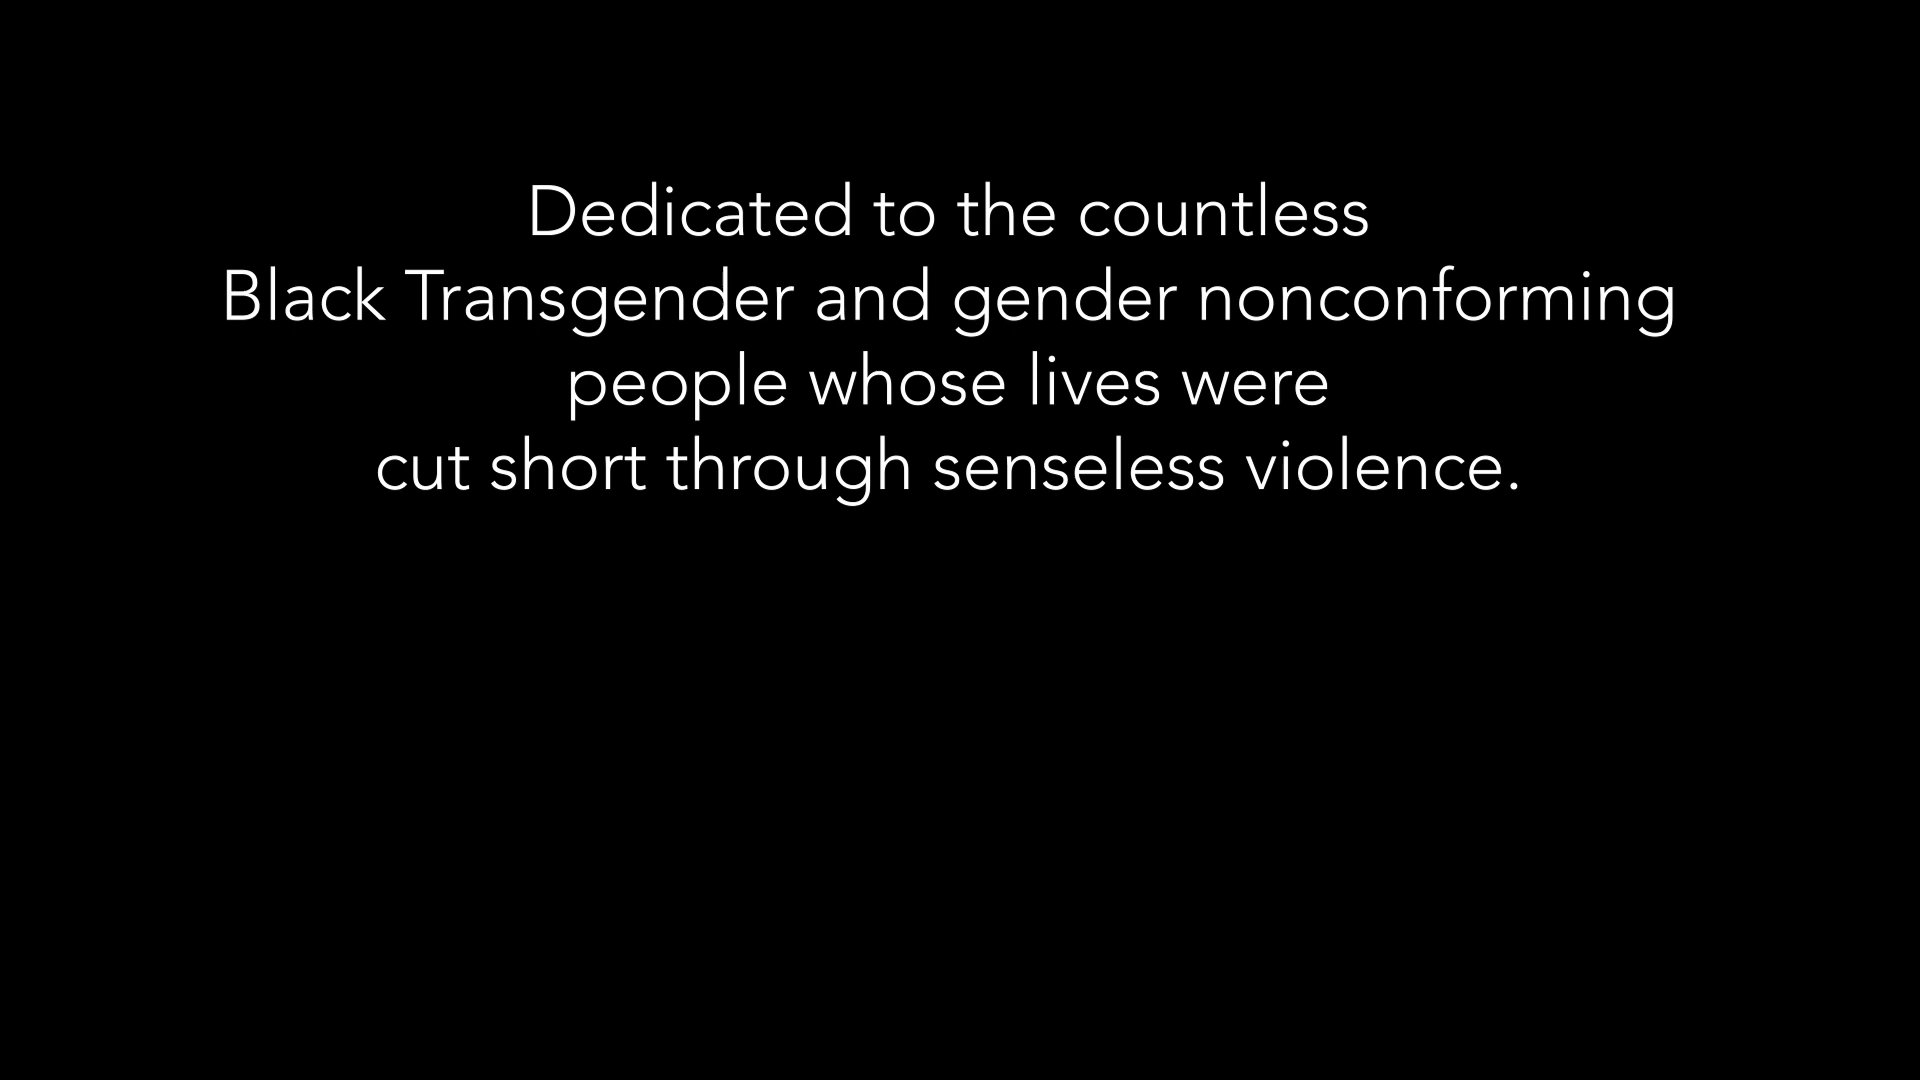 Dedicated to the countless
Black Transgender and gender nonconforming
people whose lives were
cut short through senseless violence.